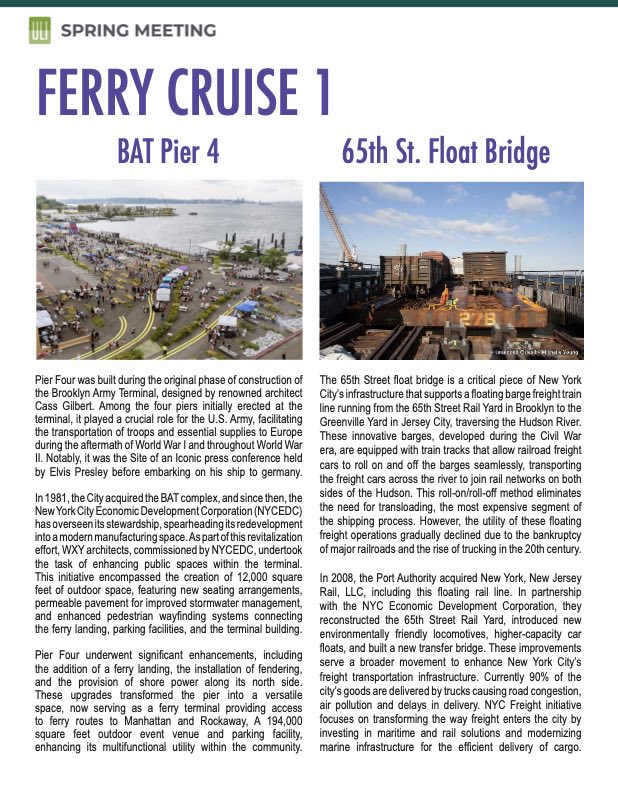 ULI SPRING MEETING
FERRY CRUISE 1
BAT Pier 4
Pier Four was built during the original phase of construction of
the Brooklyn Army Terminal, designed by renowned architect
Cass Gilbert. Among the four piers initially erected at the
terminal, it played a crucial role for the U.S. Army, facilitating
the transportation of troops and essential supplies to Europe
during the aftermath of World War I and throughout World War
II. Notably, it was the Site of an Iconic press conference held
by Elvis Presley before embarking on his ship to germany.
In 1981, the City acquired the BAT complex, and since then, the
New York City Economic Development Corporation (NYCEDC)
has overseen its stewardship, spearheading its redevelopment
into a modern manufacturing space. As part of this revitalization
effort, WXY architects, commissioned by NYCEDC, undertook
the task of enhancing public spaces within the terminal.
This initiative encompassed the creation of 12,000 square
feet of outdoor space, featuring new seating arrangements,
permeable pavement for improved stormwater management,
and enhanced pedestrian wayfinding systems connecting
the ferry landing, parking facilities, and the terminal building.
Pier Four underwent significant enhancements, including
the addition of a ferry landing, the installation of fendering,
and the provision of shore power along its north side.
These upgrades transformed the pier into a versatile
space, now serving as a ferry terminal providing access
to ferry routes to Manhattan and Rockaway, A 194,000
square feet outdoor event venue and parking facility,
enhancing its multifunctional utility within the community.
65th St. Float Bridge
278
© Untapped Cities by Michelle Young
The 65th Street float bridge is a critical piece of New York
City's infrastructure that supports a floating barge freight train
line running from the 65th Street Rail Yard in Brooklyn to the
Greenville Yard in Jersey City, traversing the Hudson River.
These innovative barges, developed during the Civil War
era, are equipped with train tracks that allow railroad freight
cars to roll on and off the barges seamlessly, transporting
the freight cars across the river to join rail networks on both
sides of the Hudson. This roll-on/roll-off method eliminates
the need for transloading, the most expensive segment of
the shipping process. However, the utility of these floating
freight operations gradually declined due to the bankruptcy
of major railroads and the rise of trucking in the 20th century.
In 2008, the Port Authority acquired New York, New Jersey
Rail, LLC, including this floating rail line. In partnership
with the NYC Economic Development Corporation, they
reconstructed the 65th Street Rail Yard, introduced new
environmentally friendly locomotives, higher-capacity car
floats, and built a new transfer bridge. These improvements
serve a broader movement to enhance New York City's
freight transportation infrastructure. Currently 90% of the
city's goods are delivered by trucks causing road congestion,
air pollution and delays in delivery. NYC Freight initiative
focuses on transforming the way freight enters the city by
investing in maritime and rail solutions and modernizing
marine infrastructure for the efficient delivery of cargo.